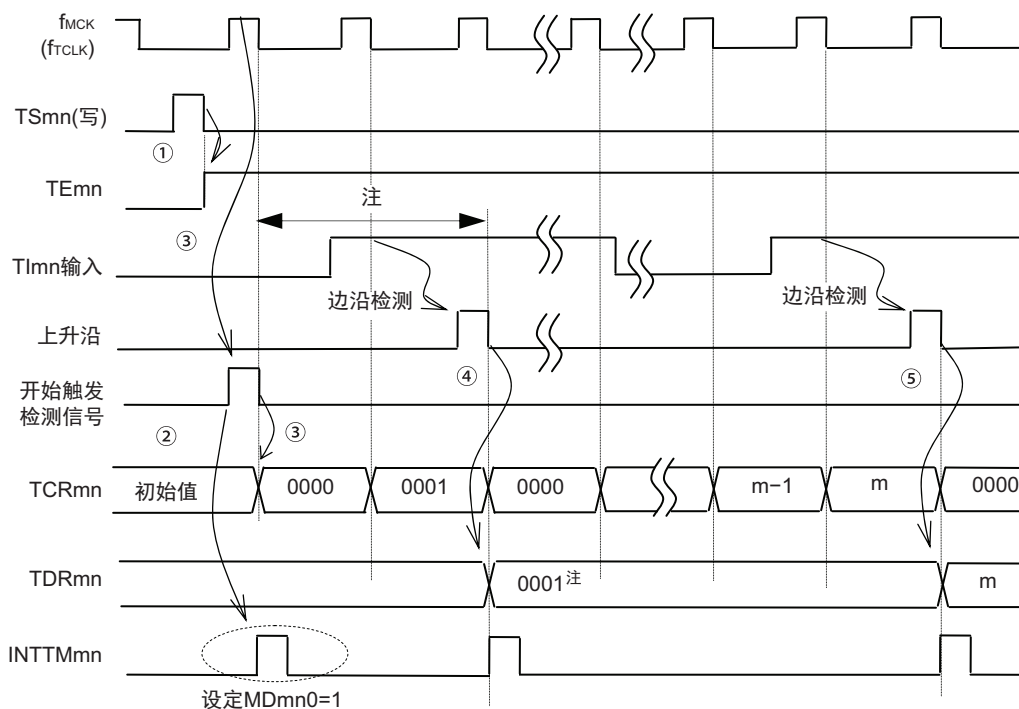 fMCK
(fTCLK)
TSmn(写)
①
TEmn
注
③
TImn输入
边沿检测
边沿检测
上升沿
④
⑤
开始触发
检测信号
②
③
TCRmn
初始值
0000
0001
0000
m−1
m
0000
TDRmn
0001注
m
INTTMmn
设定MDmn0=1